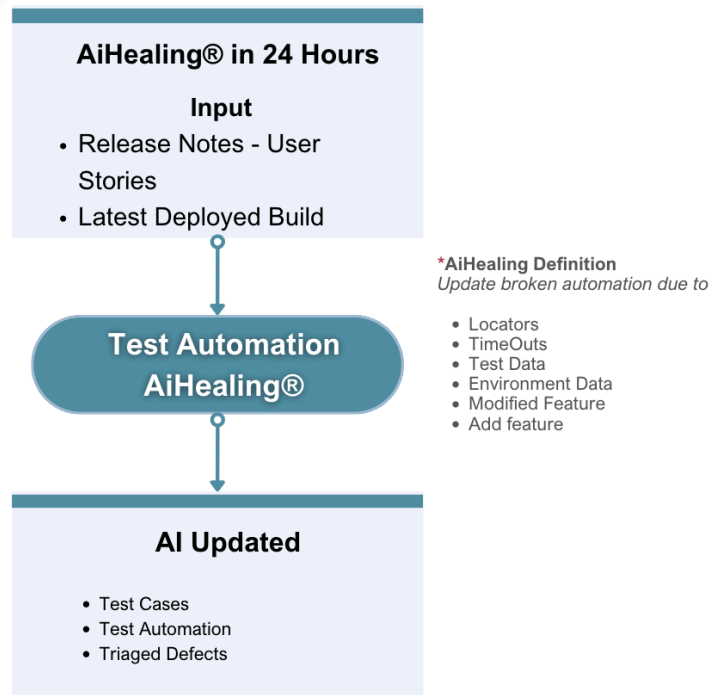 AiHealing® in 24 Hours
Input
• Release Notes - User
Stories
• Latest Deployed Build
*AiHealing Definition
Update broken automation due to
• Locators
• TimeOuts
• Test Data
• Environment Data
• Modified Feature
• Add feature
Test Automation
AiHealing®
AI Updated
• Test Cases
• Test Automation
• Triaged Defects